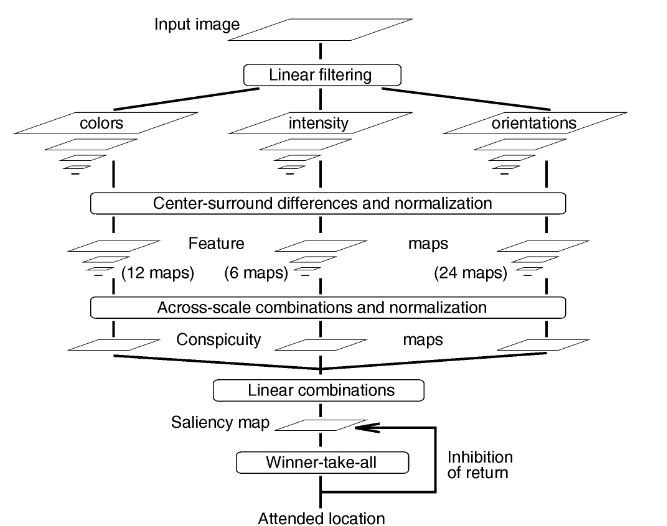 Input image
Linear filtering
colors intensity orientations
Center-surround differences and normalization
Feature maps
(12 maps) (6 maps) (24 maps)
Across-scale combinations and normalization
Conspicuity maps
Linear combinations
Saliency map
Winner-take-all
Inhibition
of return
Attended location